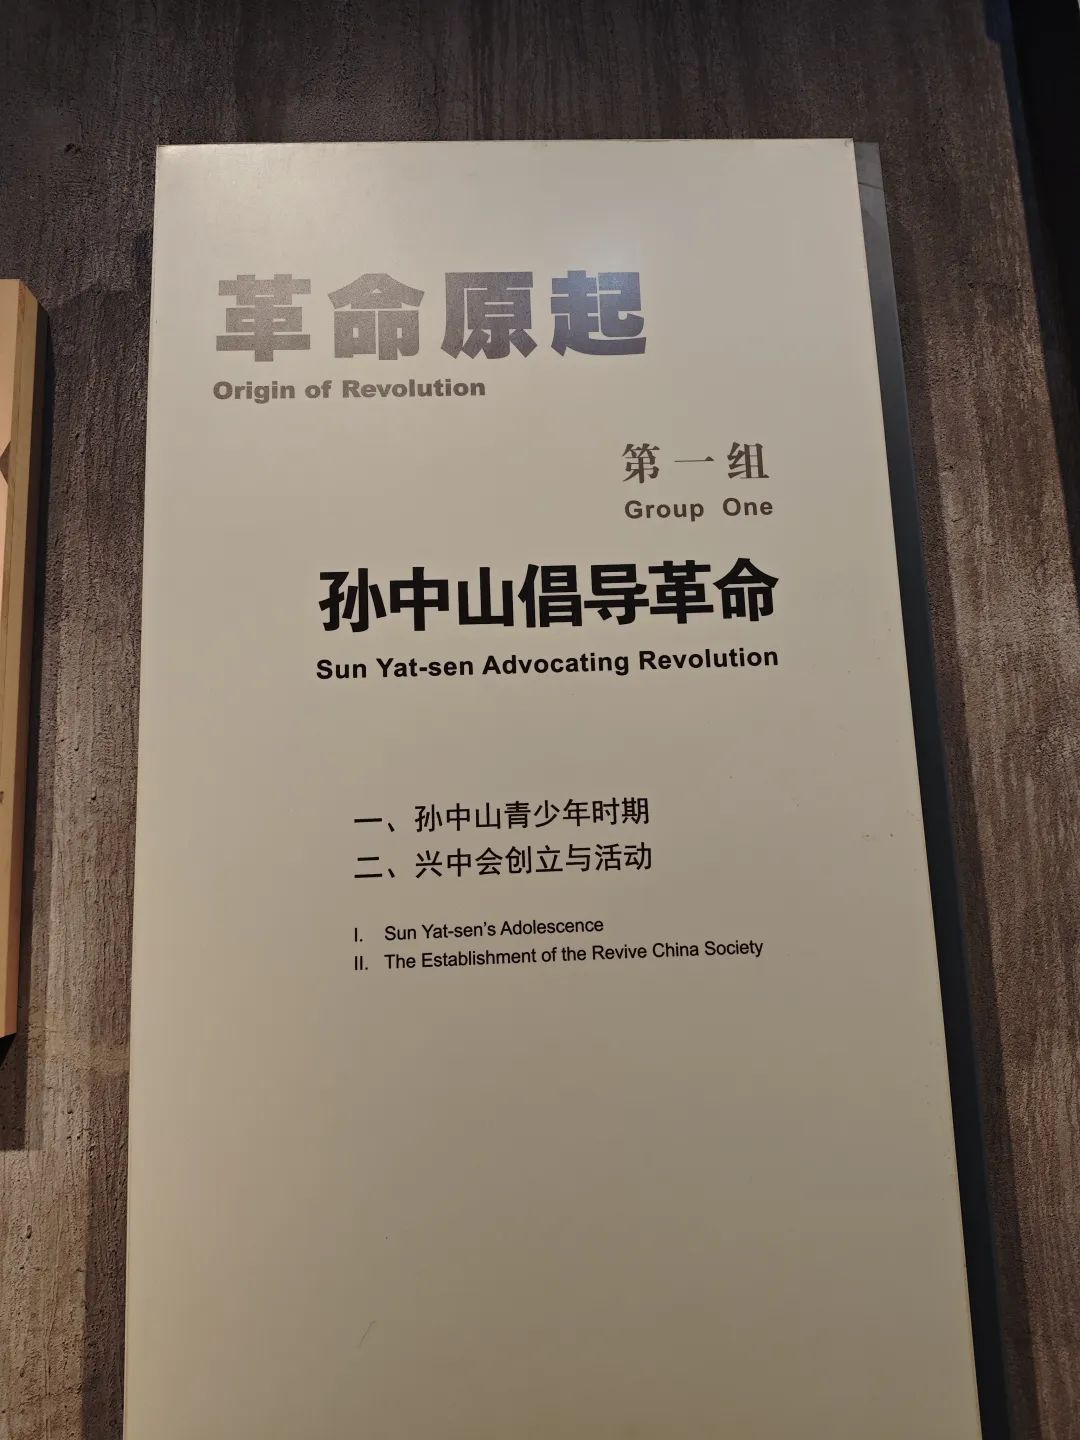 革命原起
Origin of Revolution
第一组
Group One
孙中山倡导革命
Sun Yat-sen Advocating Revolution
一、孙中山青少年时期
二、兴中会创立与活动
I. Sun Yat-sen's Adolescence
II. The Establishment of the Revive China Society